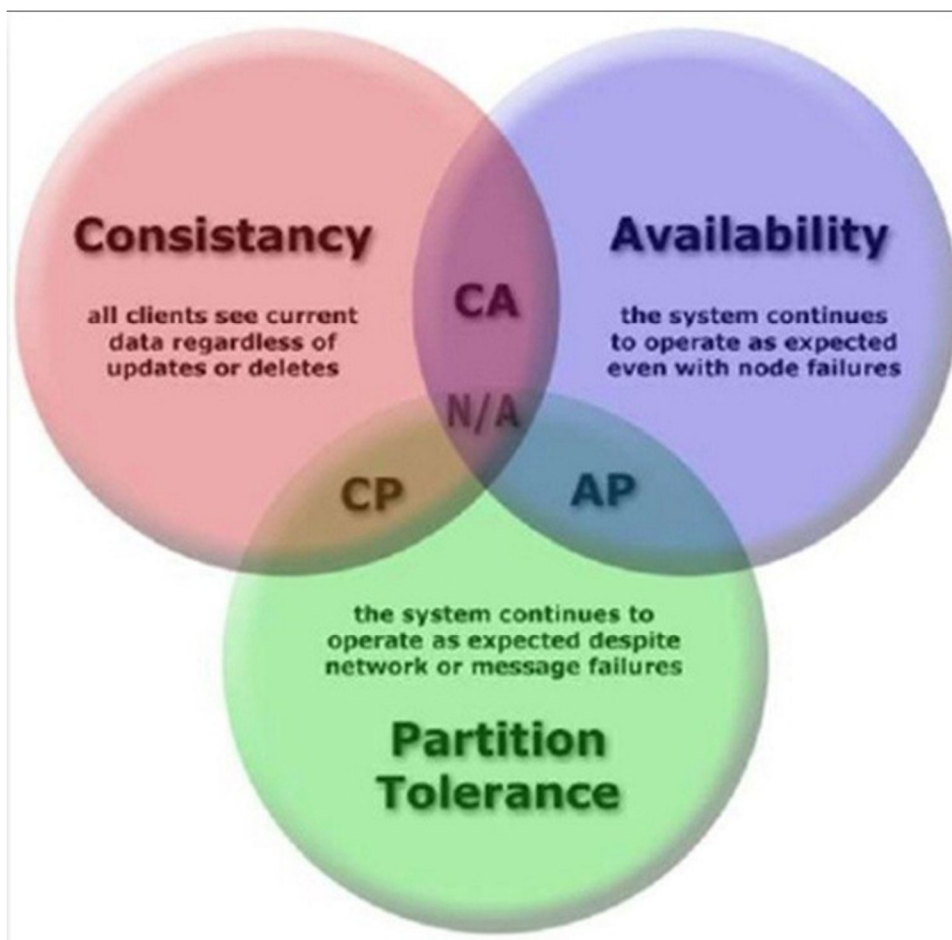 Consistancy
all clients see current
data regardless of
updates or deletes
Availability
the system continues
to operate as expected
even with node failures
CA
N/A
CP
AP
the system continues to
operate as expected despite
network or message failures
Partition
Tolerance